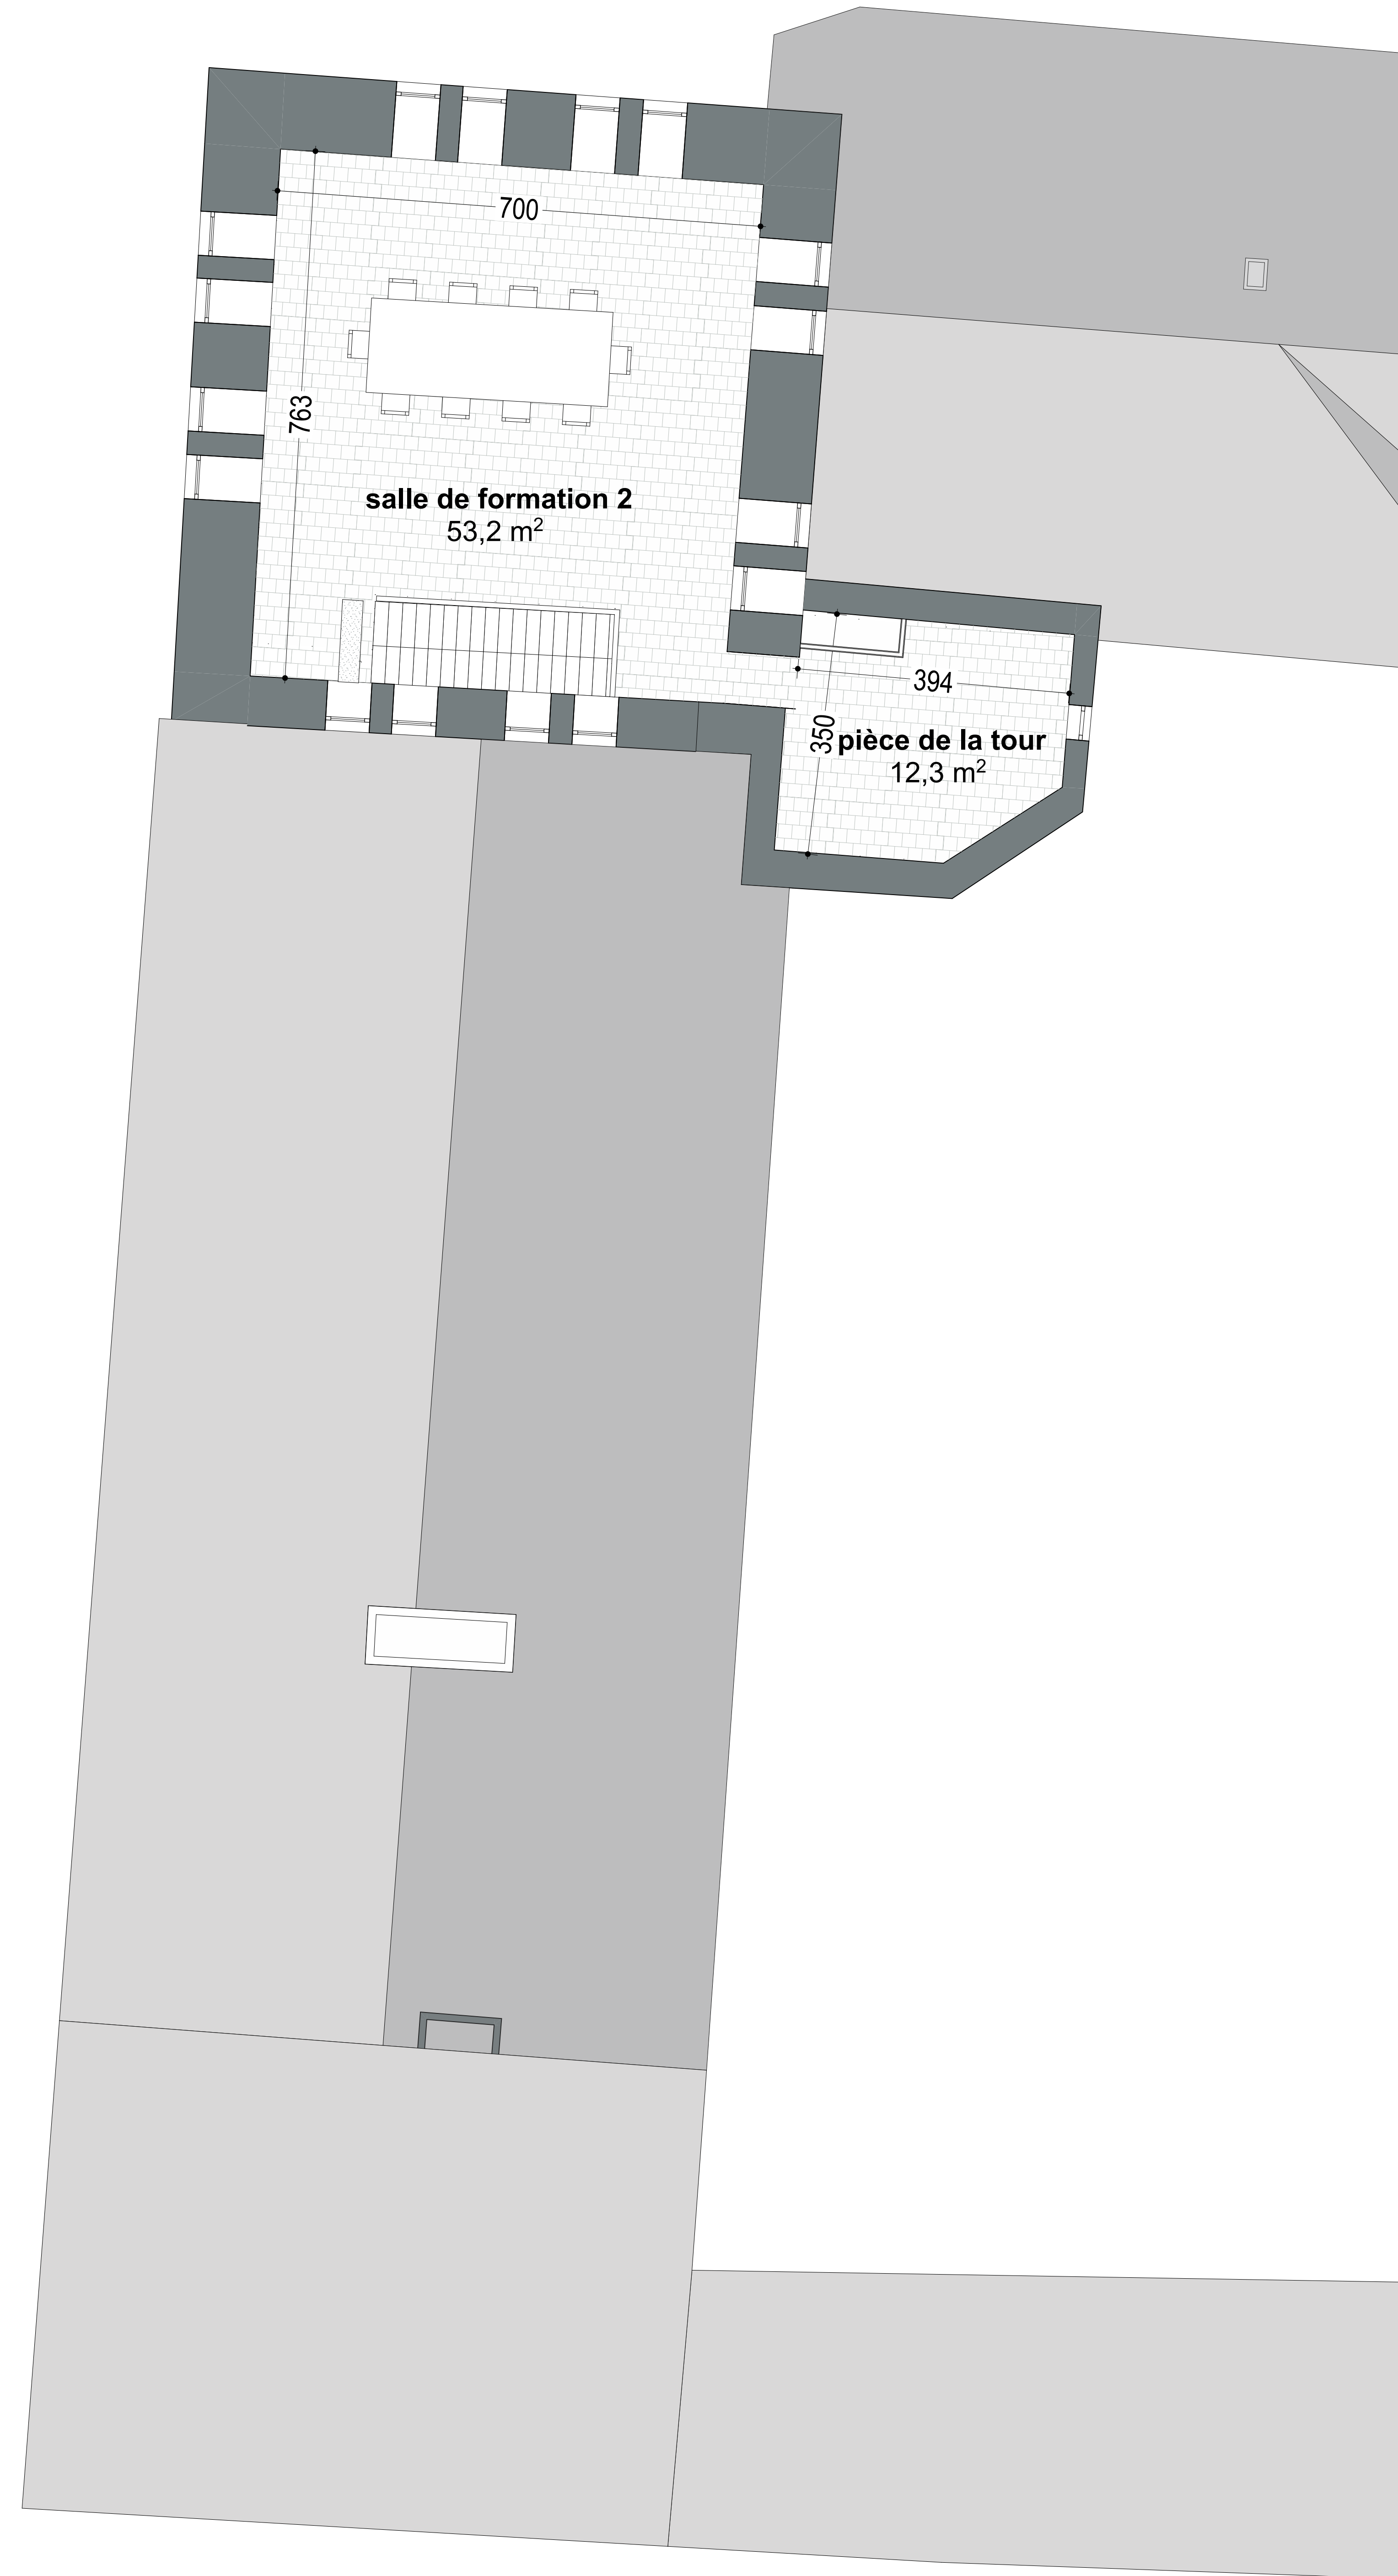 700
763
salle de formation 2
53,2 m²
394
350
pièce de la tour
12,3 m²